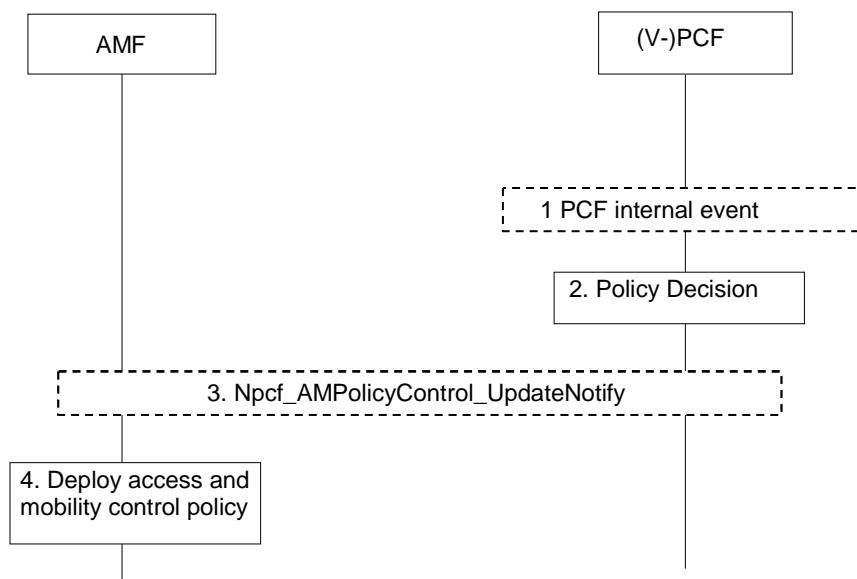 AMF
(V-)PCF
1 PCF internal event
2. Policy Decision
3. Npcf_AMPolicyControl_UpdateNotify
4. Deploy access and
mobility control policy